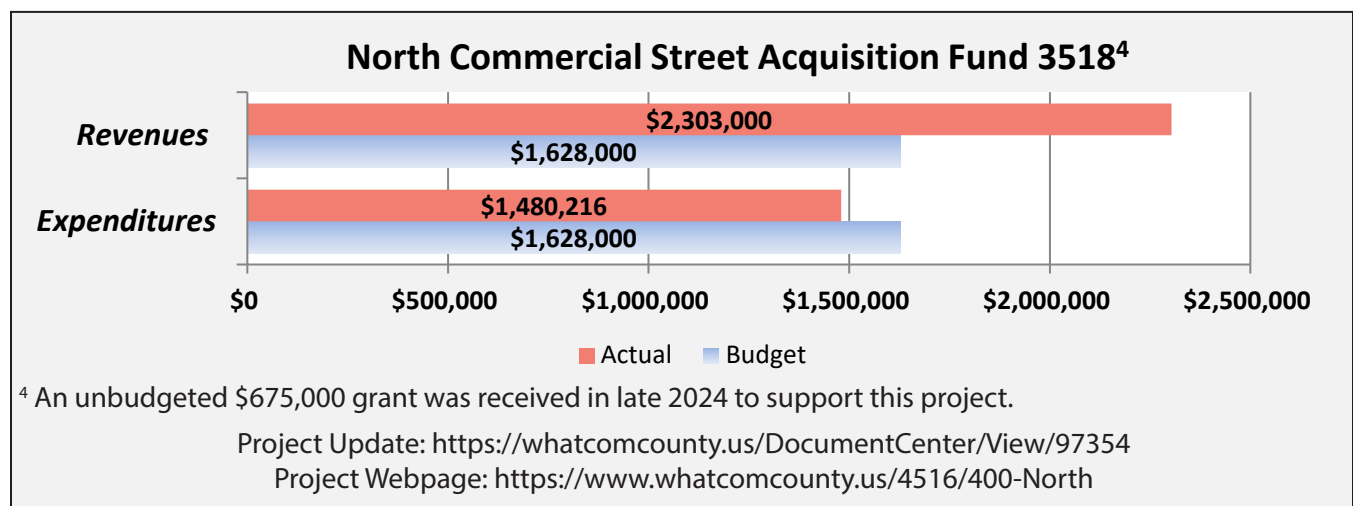 North Commercial Street Acquisition Fund 3518⁴
Revenues
$2,303,000
$1,628,000
Expenditures
$1,480,216
$1,628,000
$0 $500,000 $1,000,000 $1,500,000 $2,000,000 $2,500,000
Actual Budget
⁴ An unbudgeted $675,000 grant was received in late 2024 to support this project.
Project Update: https://whatcomcounty.us/DocumentCenter/View/97354
Project Webpage: https://www.whatcomcounty.us/4516/400-North